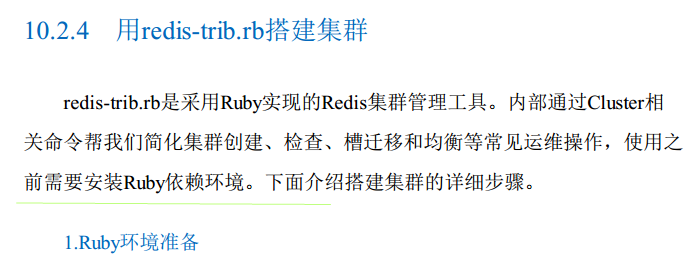 10.2.4 用redis-trib.rb搭建集群
redis-trib.rb是采用Ruby实现的Redis集群管理工具。内部通过Cluster相
关命令帮我们简化集群创建、检查、槽迁移和均衡等常见运维操作，使用之
前需要安装Ruby依赖环境。下面介绍搭建集群的详细步骤。
1.Ruby环境准备